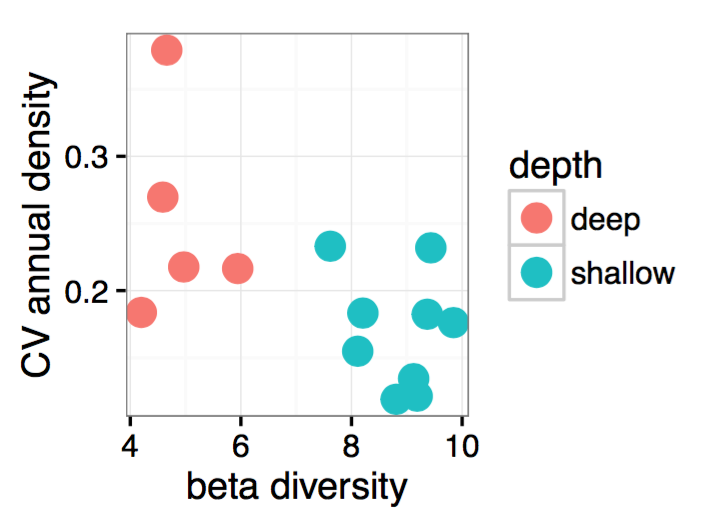 CV annual density
0.3
0.2
4 6 8 10
beta diversity
depth
deep
shallow